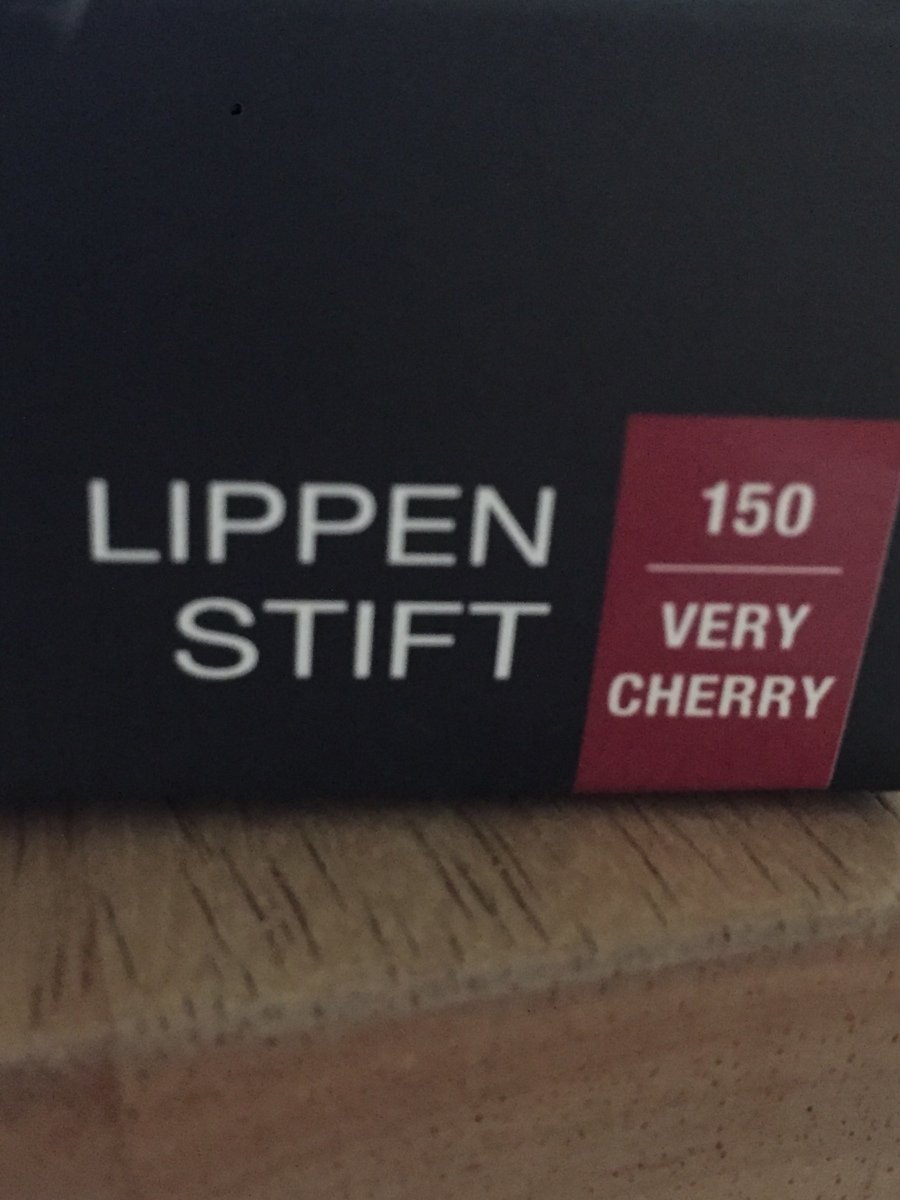 LIPPEN
STIFT
150
VERY
CHERRY